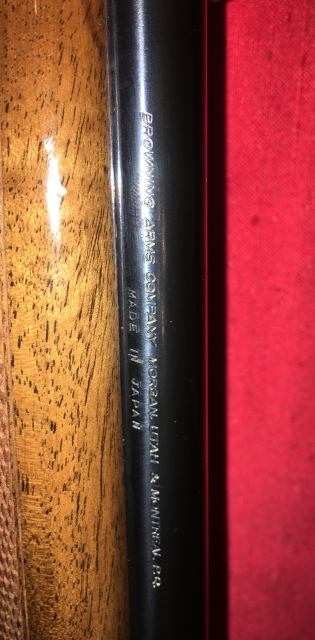 BROWNING ARMS COMPANY MORGAN, UTAH & MONTREAL P.Q.
MADE IN JAPAN